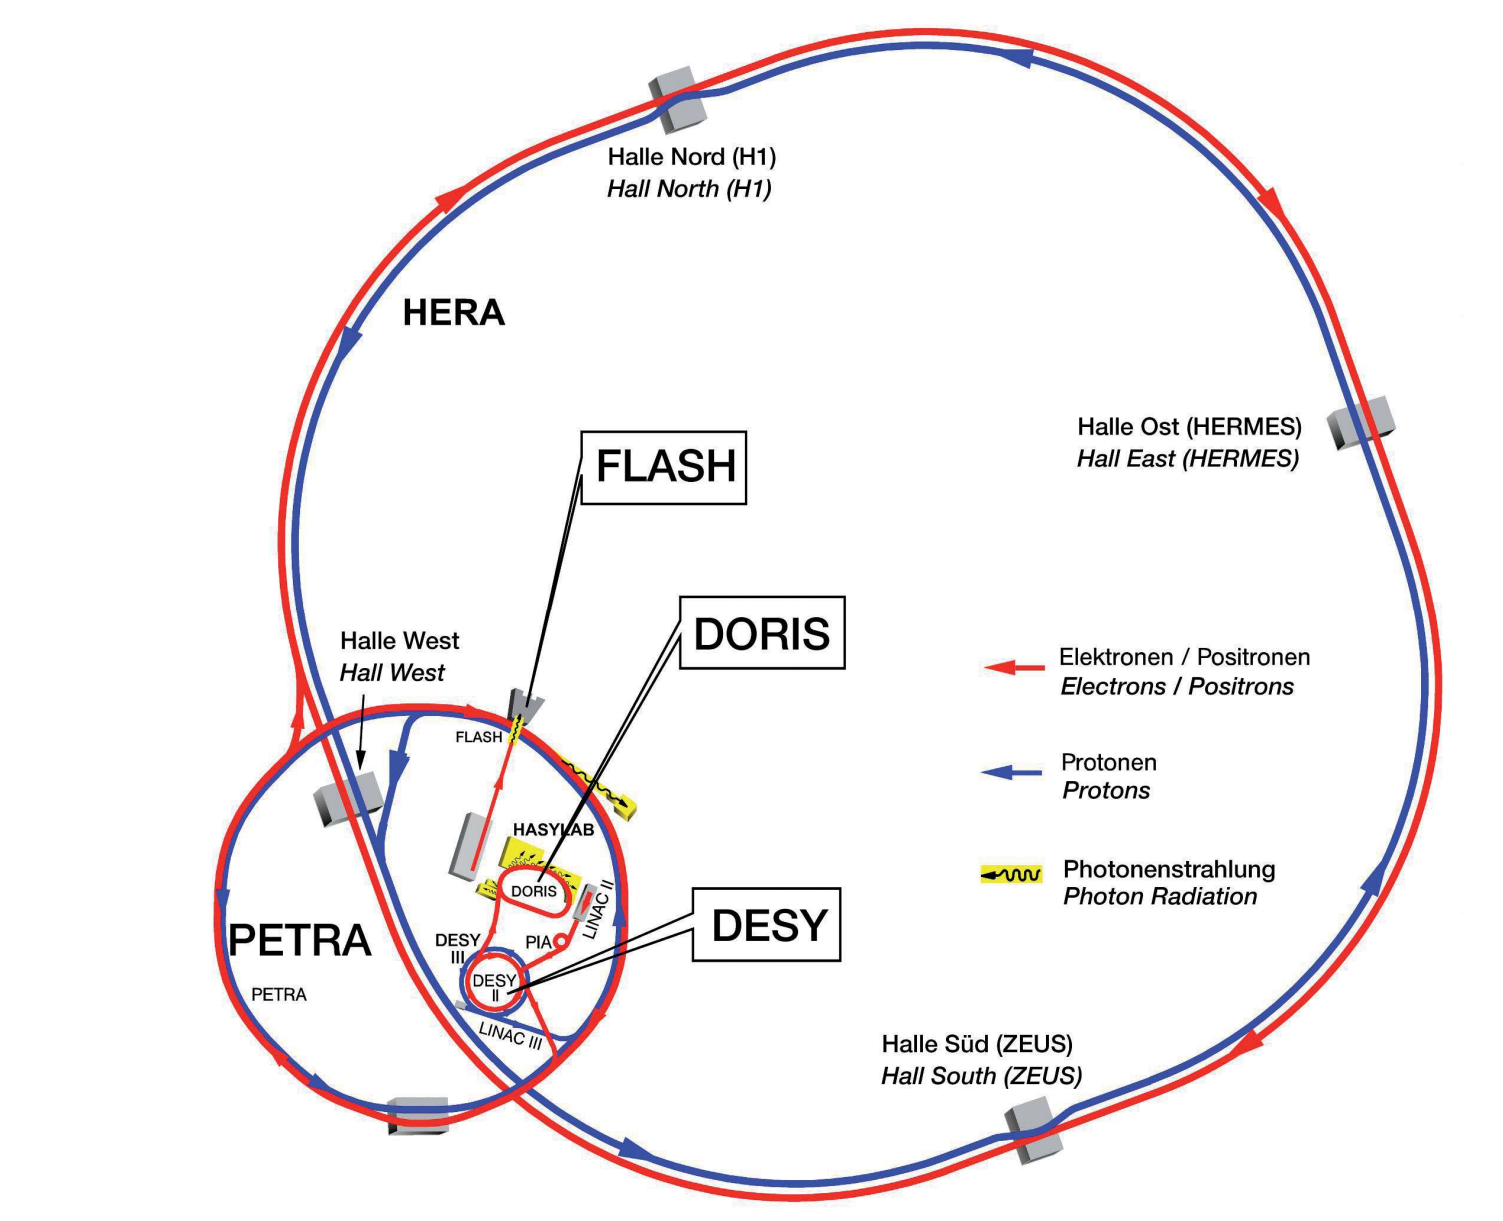 Halle Nord (H1)
Hall North (H1)
HERA
Halle Ost (HERMES)
Hall East (HERMES)
FLASH
DORIS
Halle West
Hall West
Elektronen / Positronen
Electrons / Positrons
FLASH
Protonen
Protons
HASYLAB
Photonenstrahlung
Photon Radiation
DORIS
LINAC II
DESY
PETRA
DESY
III
PIA
DESY
II
PETRA
LINAC III
Halle Süd (ZEUS)
Hall South (ZEUS)